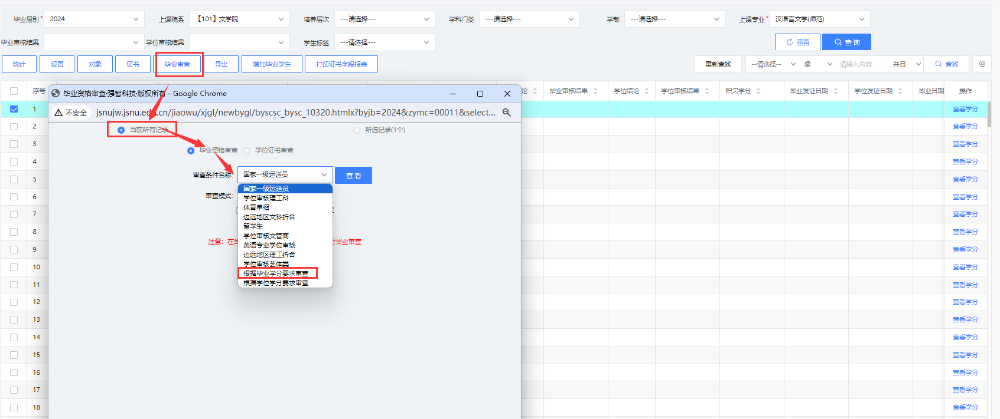 毕业届别* 2024 上课院系 【101】文学院 培养层次 ---请选择--- 学科门类 ---请选择--- 学制 ---请选择--- 上课专业* 汉语言文学(师范)
毕业审核结果 学位审核结果 学生标签 ---请选择--- 重置 查 询
统计 设置 对象 证书 毕业审查 导出 增加毕业学生 打印证书字段报表 重新查找 --请选择-- 像 请输入内容 并且 查找
序号 论 毕业审核结果 学位结论 学位审核结果 积欠学分 毕业发证日期 学位发证日期 毕业日期 操作
毕业资格审查·强智科技·版权所有 - Google Chrome
不安全 jsnujw.jsnu.edu.cn/jiaowu/xjgl/newbygl/byscsc_bysc_10320.htmlx?byjb=2024&zymc=00011&select...
当前所有记录 所选记录(1个)
毕业资格审查 学位证书审查
审查条件名称: 国家一级运送员 查 看
审查模式:
国家一级运送员
学位审核理工科
体育单招
边远地区文科折合
留学生
学位审核文管商
英语专业学位审核
边远地区理工折合
学位审核艺体类
根据毕业学分要求审查
根据学位学分要求审查
注意: 在当 行毕业审查
1 查看学分
2 查看学分
3 查看学分
4 查看学分
5 查看学分
6 查看学分
7 查看学分
8 查看学分
9 查看学分
10 查看学分
11 查看学分
12 查看学分
13 查看学分
14 查看学分
15 查看学分
16 查看学分
17 查看学分
18 查看学分